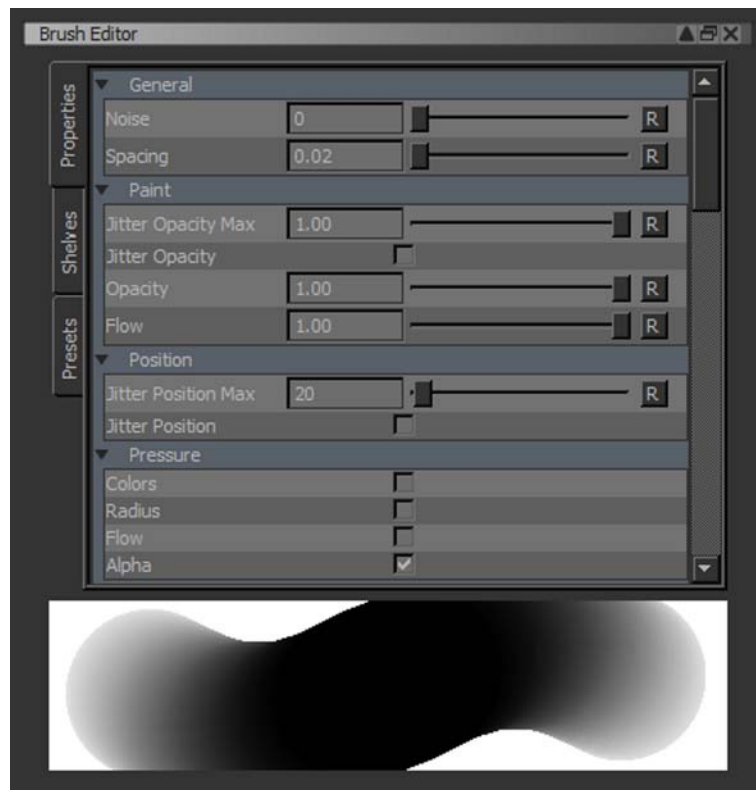 Brush Editor
Properties
Shelves
Presets
General
Noise 0 R
Spacing 0.02 R
Paint
Jitter Opacity Max 1.00 R
Jitter Opacity
Opacity 1.00 R
Flow 1.00 R
Position
Jitter Position Max 20 R
Jitter Position
Pressure
Colors
Radius
Flow
Alpha